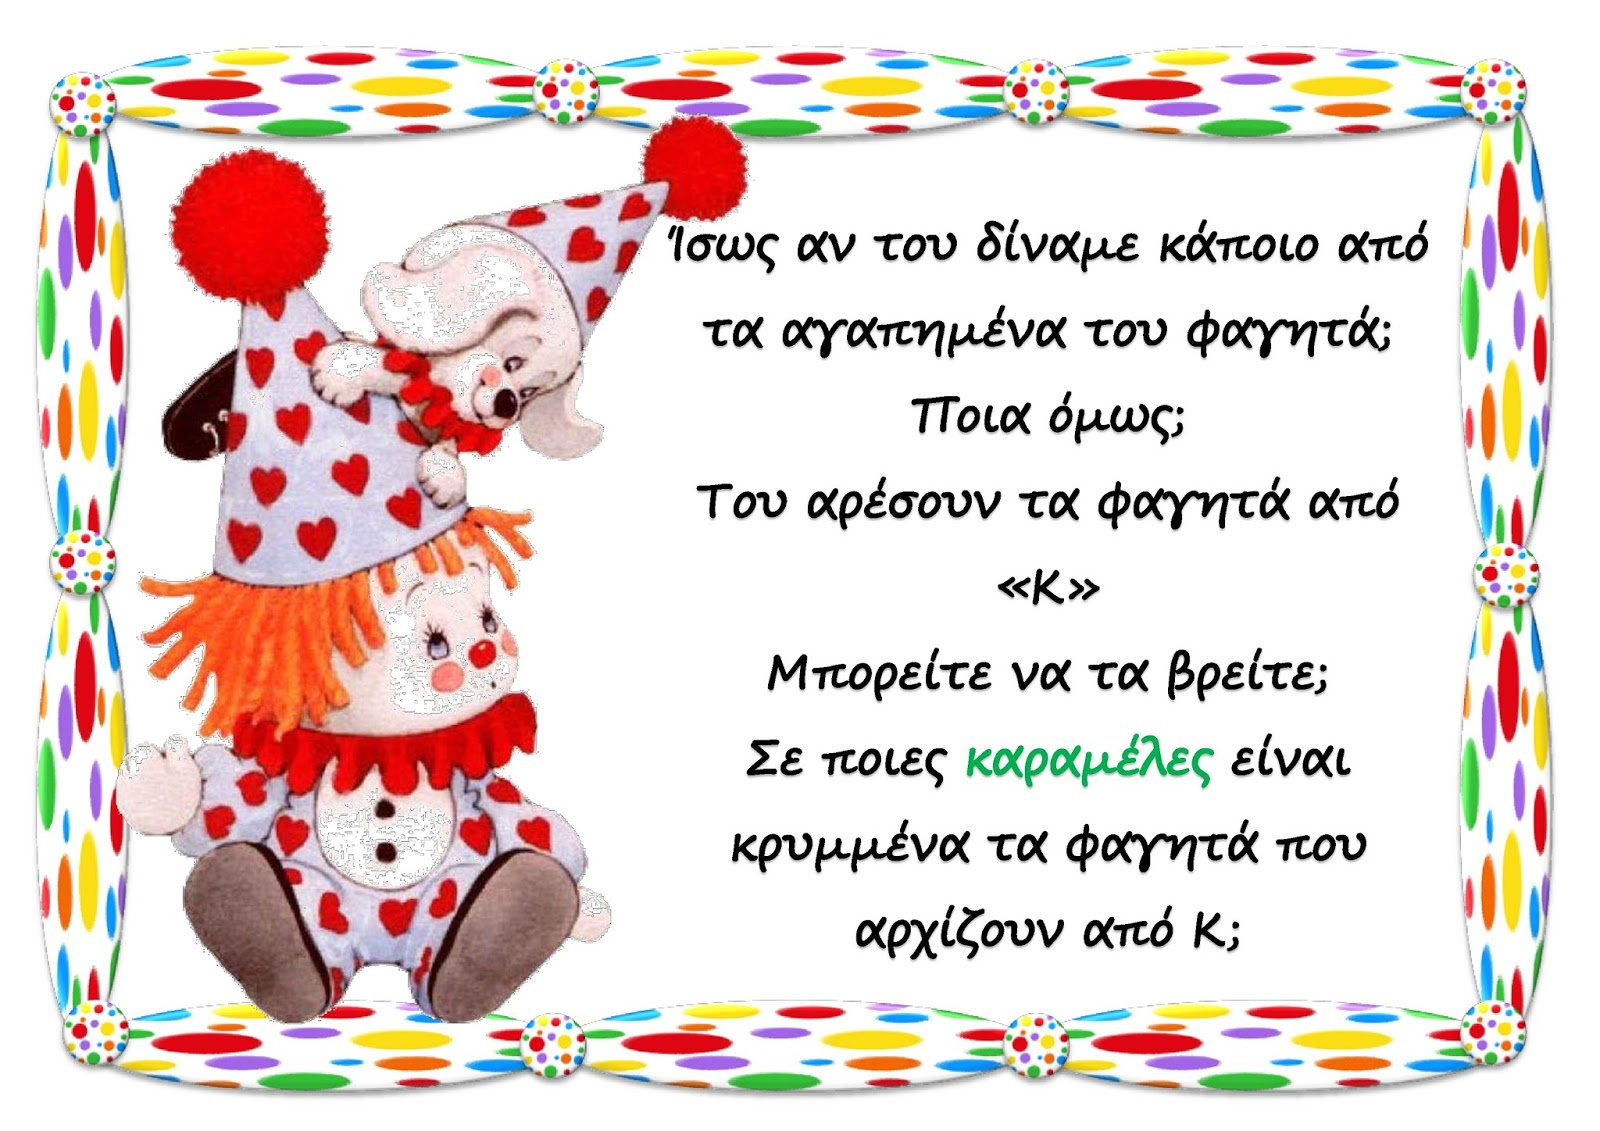 Ίσως αν του δίναμε κάποιο από
τα αγαπημένα του φαγητά;
Ποια όμως;
Του αρέσουν τα φαγητά από
«Κ»
Μπορείτε να τα βρείτε;
Σε ποιες καραμέλες είναι
κρυμμένα τα φαγητά που
αρχίζουν από Κ;